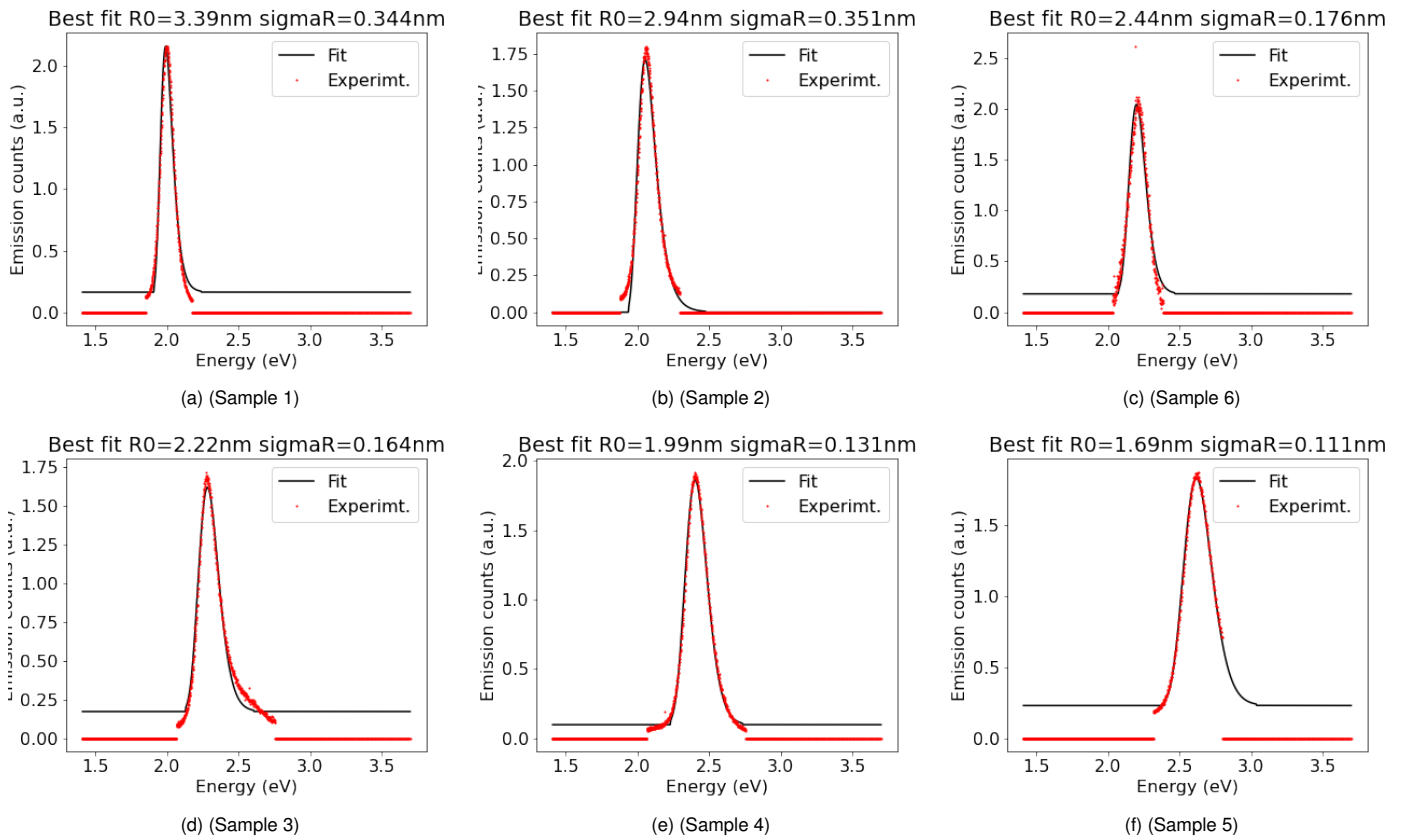 Best fit R0=3.39nm sigmaR=0.344nm
Emission counts (a.u.)
2.0
1.5
1.0
0.5
0.0
Fit
Experimt.
1.5 2.0 2.5 3.0 3.5
Energy (eV)
(a) (Sample 1)
Best fit R0=2.94nm sigmaR=0.351nm
Emission counts (a.u.)
1.75
1.50
1.25
1.00
0.75
0.50
0.25
0.00
Fit
Experimt.
1.5 2.0 2.5 3.0 3.5
Energy (eV)
(b) (Sample 2)
Best fit R0=2.44nm sigmaR=0.176nm
Emission counts (a.u.)
2.5
2.0
1.5
1.0
0.5
0.0
Fit
Experimt.
1.5 2.0 2.5 3.0 3.5
Energy (eV)
(c) (Sample 6)
Best fit R0=2.22nm sigmaR=0.164nm
Emission counts (a.u.)
1.75
1.50
1.25
1.00
0.75
0.50
0.25
0.00
Fit
Experimt.
1.5 2.0 2.5 3.0 3.5
Energy (eV)
(d) (Sample 3)
Best fit R0=1.99nm sigmaR=0.131nm
Emission counts (a.u.)
2.0
1.5
1.0
0.5
0.0
Fit
Experimt.
1.5 2.0 2.5 3.0 3.5
Energy (eV)
(e) (Sample 4)
Best fit R0=1.69nm sigmaR=0.111nm
Emission counts (a.u.)
1.5
1.0
0.5
0.0
Fit
Experimt.
1.5 2.0 2.5 3.0 3.5
Energy (eV)
(f) (Sample 5)